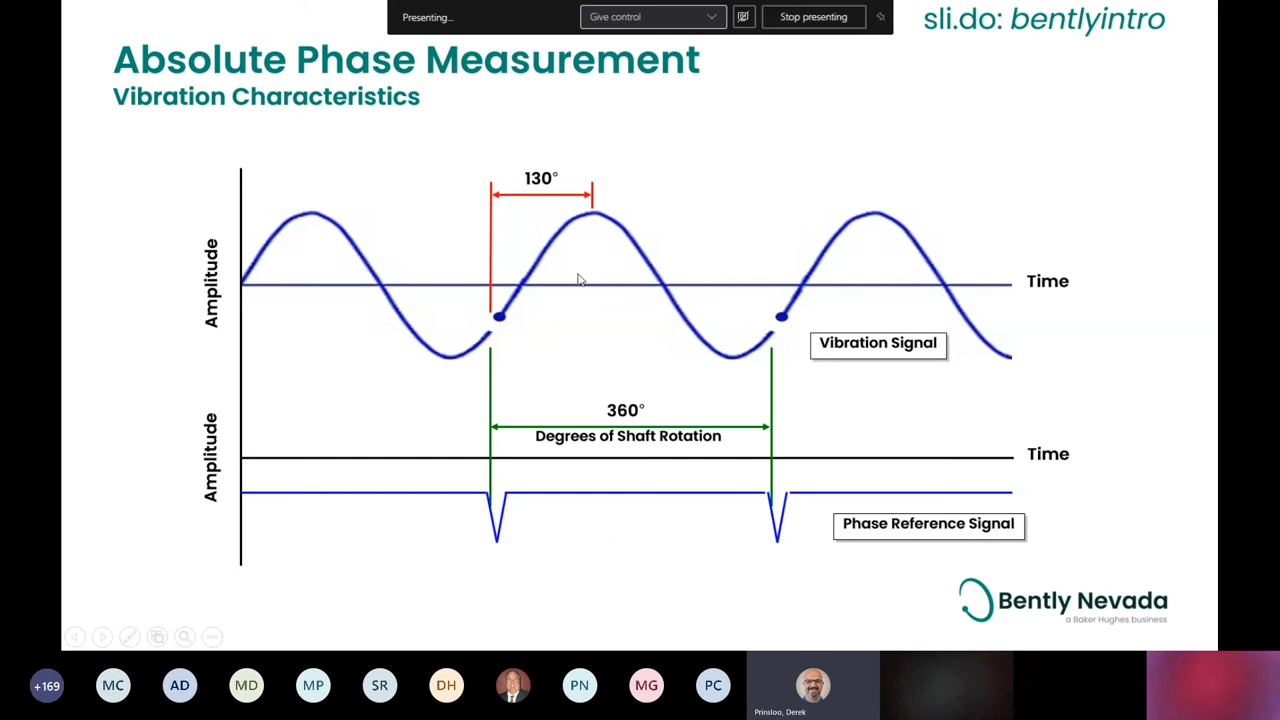 Presenting...
Give control
Stop presenting
sli.do: bentlyintro
Absolute Phase Measurement
Vibration Characteristics
130°
Amplitude
Time
Vibration Signal
360°
Degrees of Shaft Rotation
Amplitude
Time
Phase Reference Signal
Bently Nevada
a Baker Hughes business
+169
MC
AD
MD
MP
SR
DH
PN
MG
PC
Prinsloo, Derek